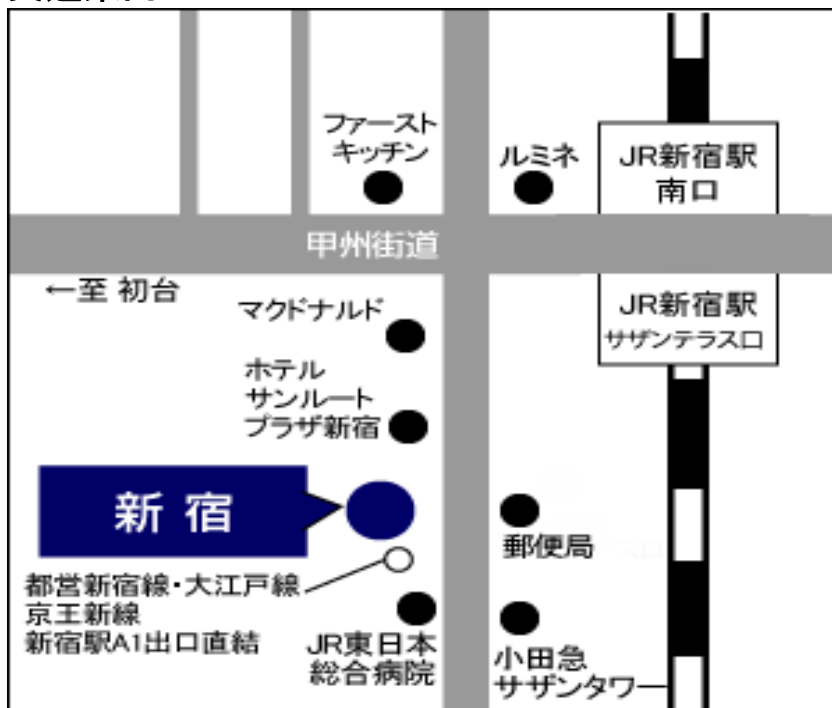 ファースト
キッチン
ルミネ
JR新宿駅
南口
甲州街道
←至 初台
JR新宿駅
サザンテラス口
マクドナルド
ホテル
サンルート
プラザ新宿
新宿
郵便局
都営新宿線・大江戸線
京王新線
新宿駅A1出口直結
JR東日本
総合病院
小田急
サザンタワー